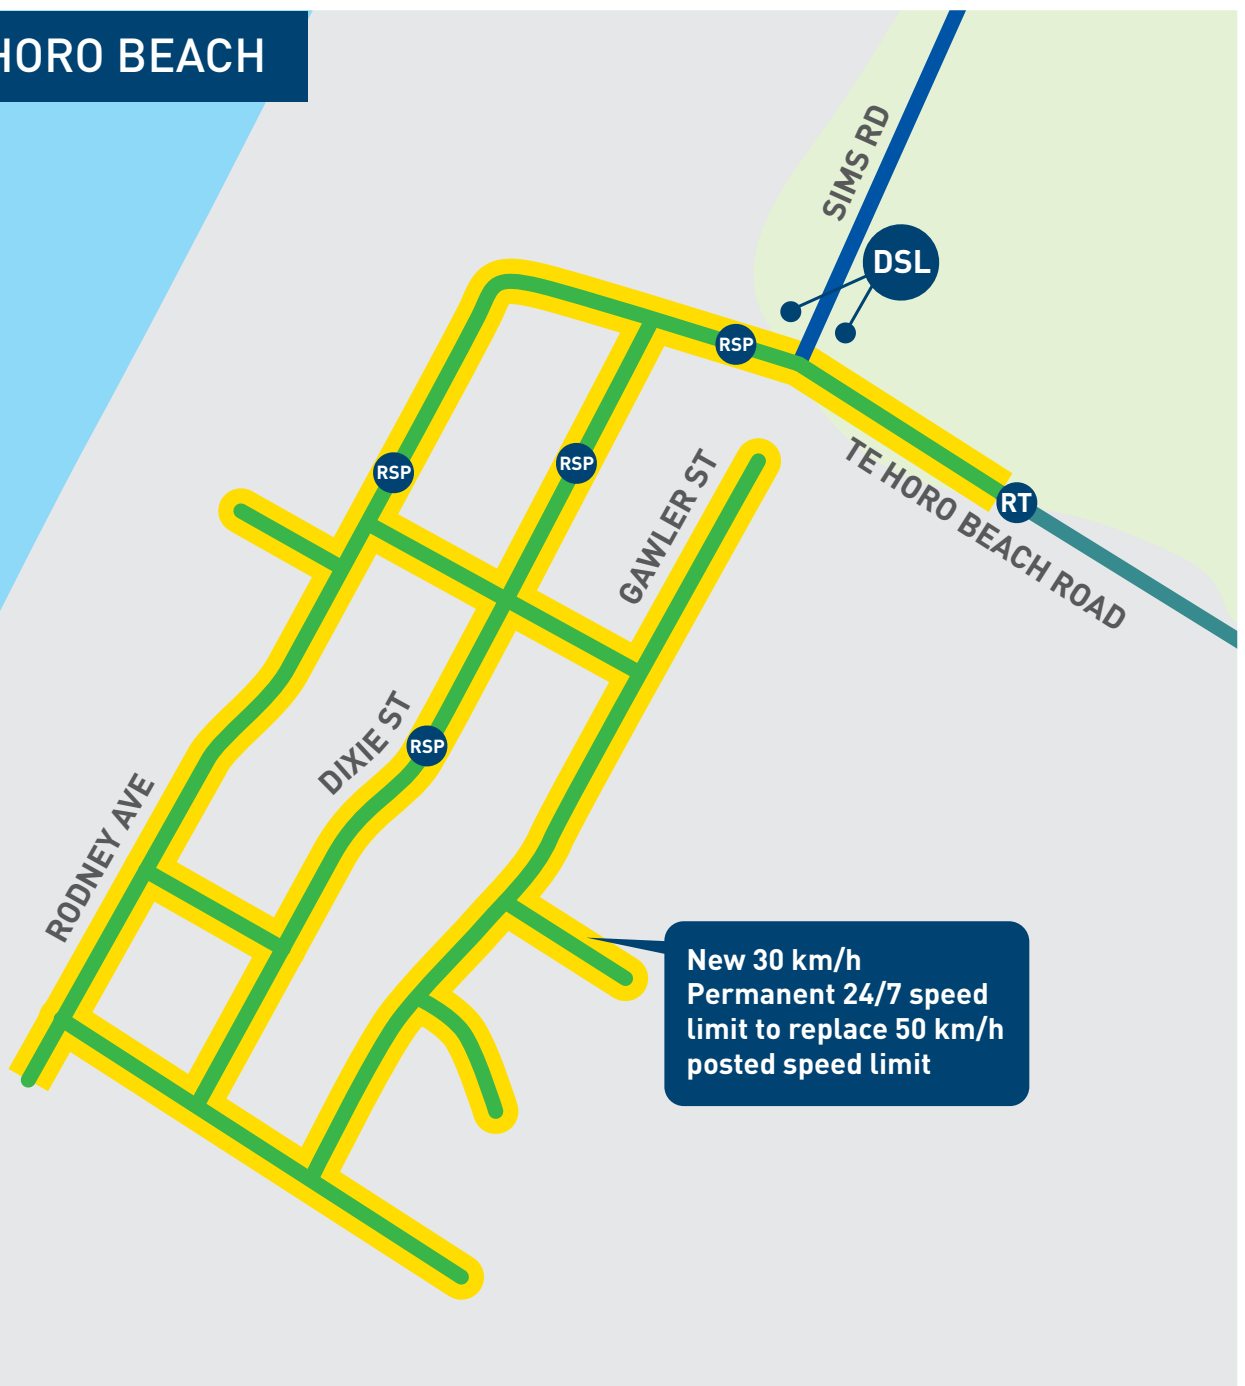 HORO BEACH
SIMS RD
DSL
RSP
RSP
RSP
GAWLER ST
TE HORO BEACH ROAD
RT
DIXIE ST
RSP
RODNEY AVE
New 30 km/h
Permanent 24/7 speed
limit to replace 50 km/h
posted speed limit